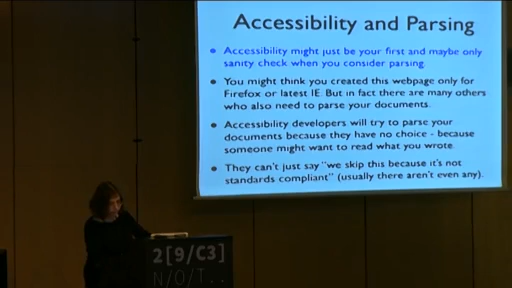 Accessibility and Parsing
• Accessibility might just be your first and maybe only
sanity check when you consider parsing.
• You might think you created this webpage only for
Firefox or latest IE. But in fact there are many others
who also need to parse your documents.
• Accessibility developers will try to parse your
documents because they have no choice - because
someone might want to read what you wrote.
• They can't just say "we skip this because it's not
standards compliant" (usually there aren't even any).
2[9/C3]
N/O/T..